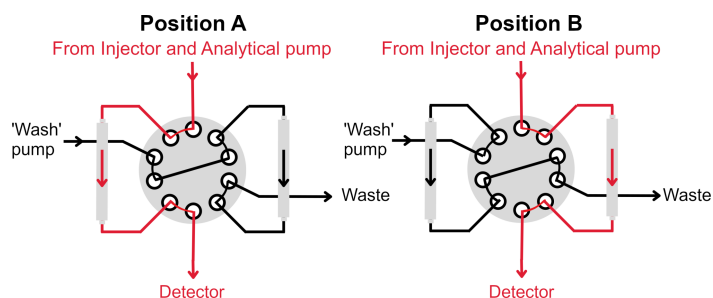 Position A
From Injector and Analytical pump
'Wash'
pump
Waste
Detector
Position B
From Injector and Analytical pump
'Wash'
pump
Waste
Detector